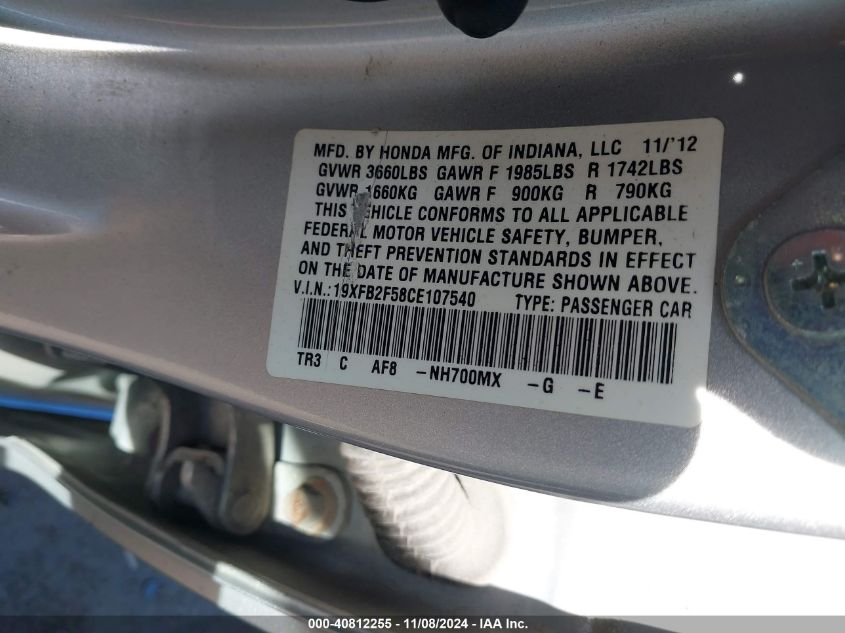 MFD. BY HONDA MFG. OF INDIANA, LLC 11/'12
GVWR 3660LBS GAWR F 1985LBS R 1742LBS
GVWR 1660KG GAWR F 900KG R 790KG
THIS VEHICLE CONFORMS TO ALL APPLICABLE
FEDERAL MOTOR VEHICLE SAFETY, BUMPER,
AND THEFT PREVENTION STANDARDS IN EFFECT
ON THE DATE OF MANUFACTURE SHOWN ABOVE.
V.I.N.:19XFB2F58CE107540 TYPE: PASSENGER CAR
TR3 C AF8 -NH700MX -G -E
000-40812255 - 11/08/2024 - IAA Inc.